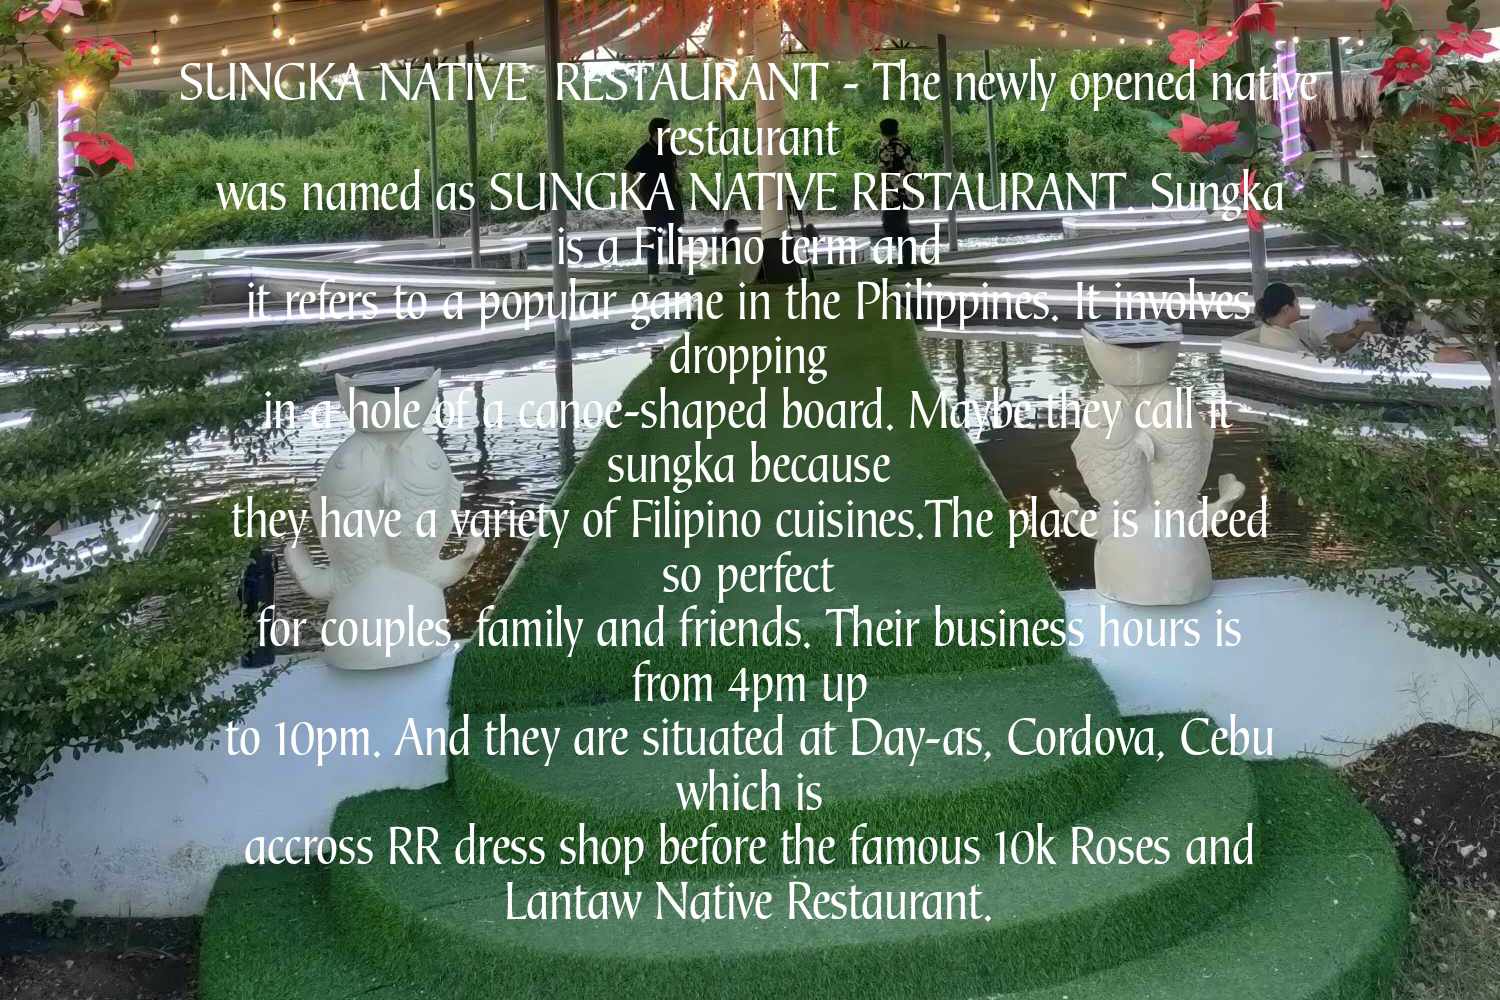 SUNGKA NATIVE  RESTAURANT - The newly opened native
restaurant
was named as SUNGKA NATIVE RESTAURANT. Sungka
is a Filipino term and
it refers to a popular game in the Philippines. It involves
dropping
in a hole of a canoe-shaped board. Maybe they call it
sungka because
they have a variety of Filipino cuisines.The place is indeed
so perfect
for couples, family and friends. Their business hours is
from 4pm up
to 10pm. And they are situated at Day-as, Cordova, Cebu
which is
accross RR dress shop before the famous 10k Roses and
Lantaw Native Restaurant.